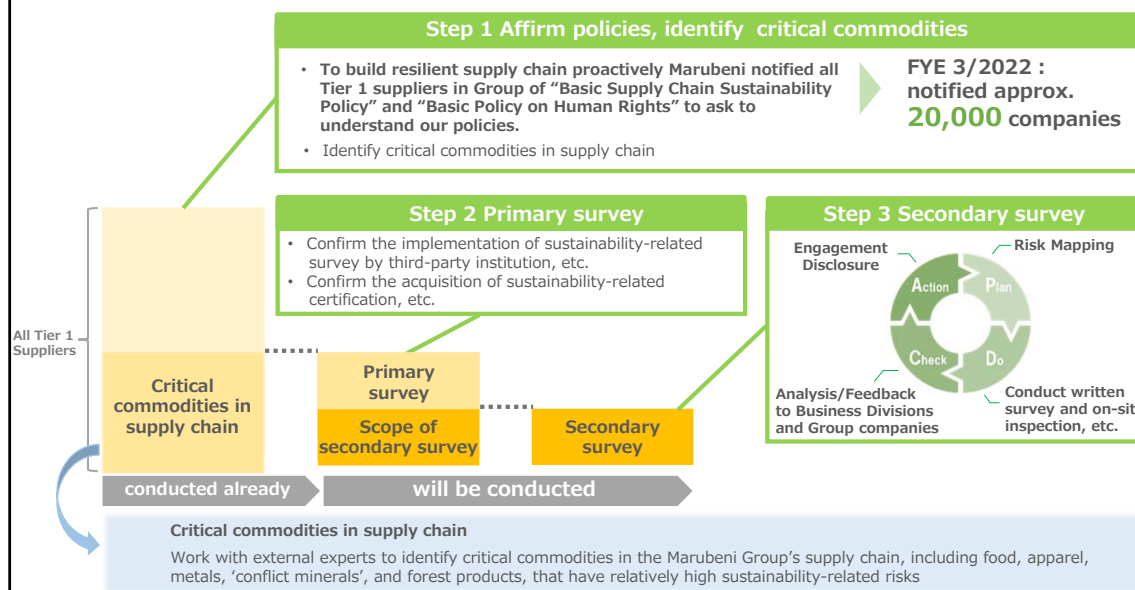 Step 1 Affirm policies, identify critical commodities
• To build resilient supply chain proactively Marubeni notified all
Tier 1 suppliers in Group of “Basic Supply Chain Sustainability
Policy” and “Basic Policy on Human Rights” to ask to
understand our policies.
• Identify critical commodities in supply chain
FYE 3/2022 :
notified approx.
20,000 companies
Step 2 Primary survey
• Confirm the implementation of sustainability-related
survey by third-party institution, etc.
• Confirm the acquisition of sustainability-related
certification, etc.
Step 3 Secondary survey
Engagement
Disclosure
Risk Mapping
Action
Plan
Check
Do
Analysis/Feedback
to Business Divisions
and Group companies
Conduct written
survey and on-sit
inspection, etc.
All Tier 1
Suppliers
Critical
commodities in
supply chain
Primary
survey
Scope of
secondary survey
Secondary
survey
conducted already
will be conducted
Critical commodities in supply chain
Work with external experts to identify critical commodities in the Marubeni Group’s supply chain, including food, apparel,
metals, ‘conflict minerals’, and forest products, that have relatively high sustainability-related risks